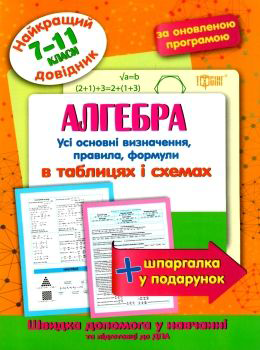 Найкращий
7–11
класи
довідник
за оновленою
програмою
√a=b
(2+1)+3=2+(1+3)
АЛГЕБРА
Усі основні визначення,
правила, формули
в таблицях і схемах
+ шпаргалка
у подарунок
Швидка допомога у навчанні
та підготовці до ДПА